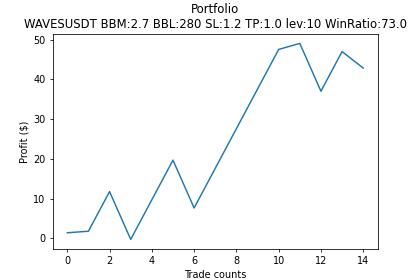 Portfolio
WAVESUSDT BBM:2.7 BBL:280 SL:1.2 TP:1.0 lev:10 WinRatio:73.0
50
40
30
20
10
0
Profit ($)
0 2 4 6 8 10 12 14
Trade counts